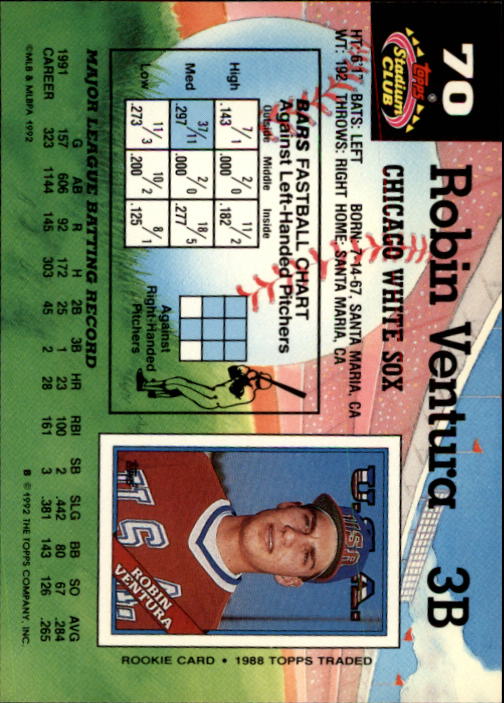 70
Topps®
Stadium
CLUB
Robin Ventura 3B
CHICAGO WHITE SOX
HT: 6'1" BATS: LEFT BORN: 7-14-67, SANTA MARIA, CA
WT: 192 THROWS: RIGHT HOME: SANTA MARIA, CA
BARS FASTBALL CHART
Against Left-Handed Pitchers
Outside Middle Inside
High 7/1 .143 2/0 .000 11/2 .182
Med 37/11 .297 2/0 .000 18/5 .277
Low 11/3 .273 10/2 .200 8/1 .125
Against
Right-Handed
Pitchers
U.S.A.
USA
U.S.A.
Topps
ROBIN
VENTURA
ROOKIE CARD • 1988 TOPPS TRADED
MAJOR LEAGUE BATTING RECORD
G AB R H 2B 3B HR RBI SB SLG BB SO AVG
1991 157 606 92 172 25 1 23 100 2 .442 80 67 .284
CAREER 323 1144 145 303 45 2 28 161 3 .381 143 126 .265
©MLB & MLBPA 1992
B © 1992 THE TOPPS COMPANY, INC.